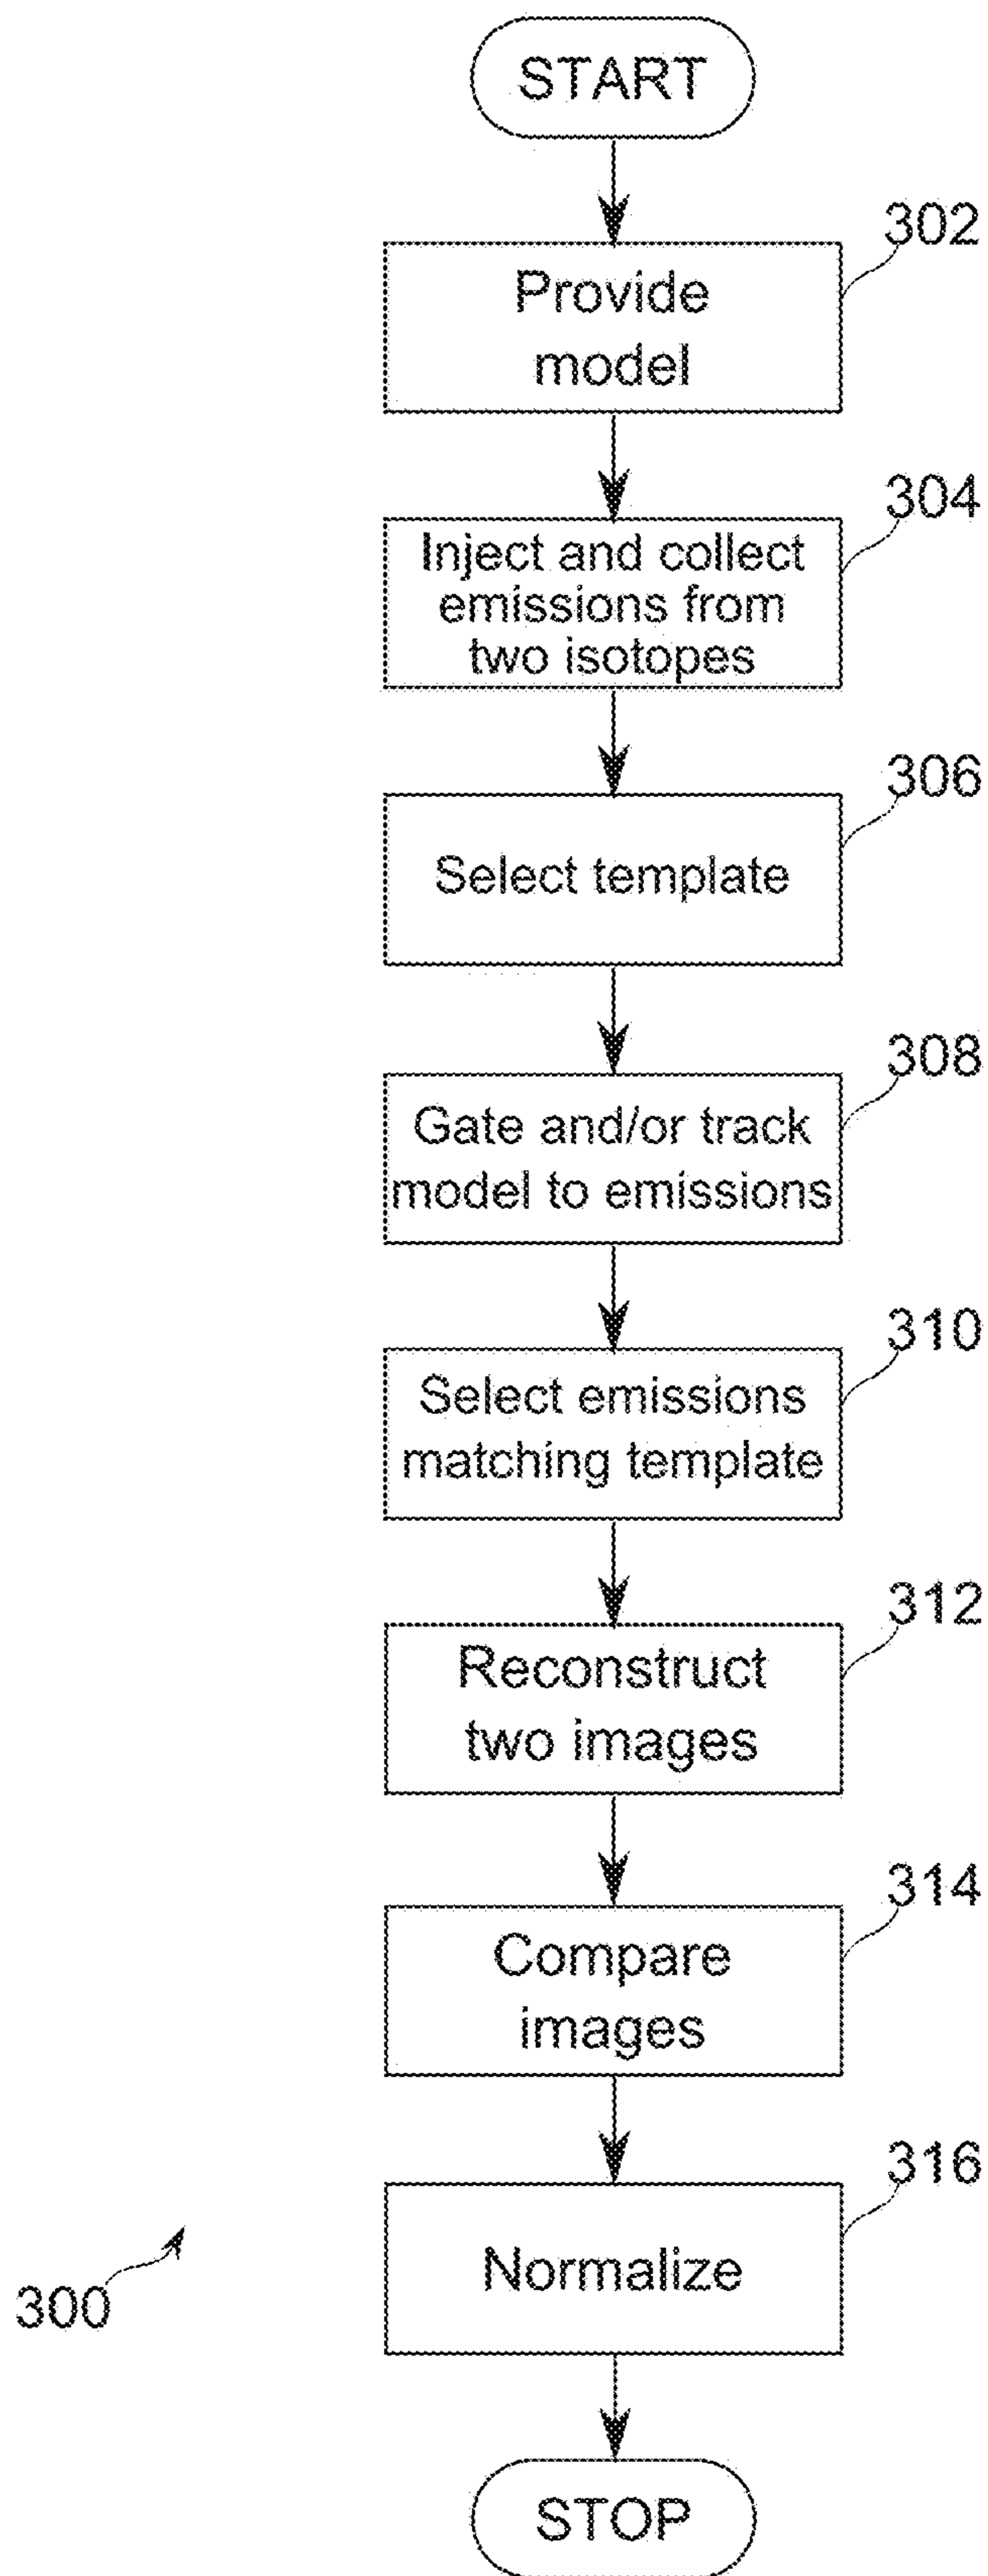 START
302
Provide
model
304
Inject and collect
emissions from
two isotopes
306
Select template
308
Gate and/or track
model to emissions
310
Select emissions
matching template
312
Reconstruct
two images
314
Compare
images
316
Normalize
300
STOP